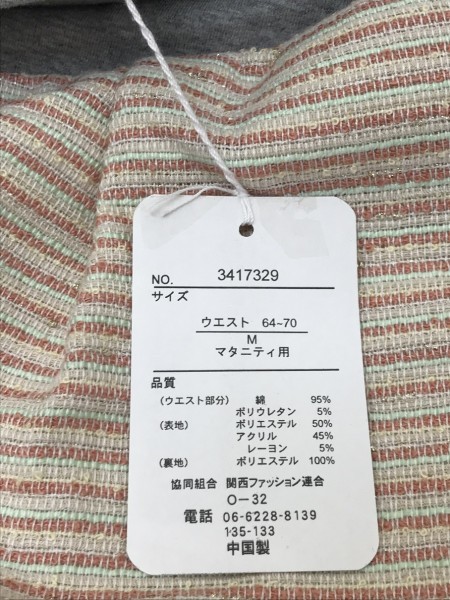 NO. 3417329
サイズ
ウエスト 64~70
M
マタニティ用
品質
(ウエスト部分) 綿 95%
ポリウレタン 5%
(表地) ポリエステル 50%
アクリル 45%
レーヨン 5%
(裏地) ポリエステル 100%
協同組合 関西ファッション連合
O-32
電話 06-6228-8139
135-133
中国製